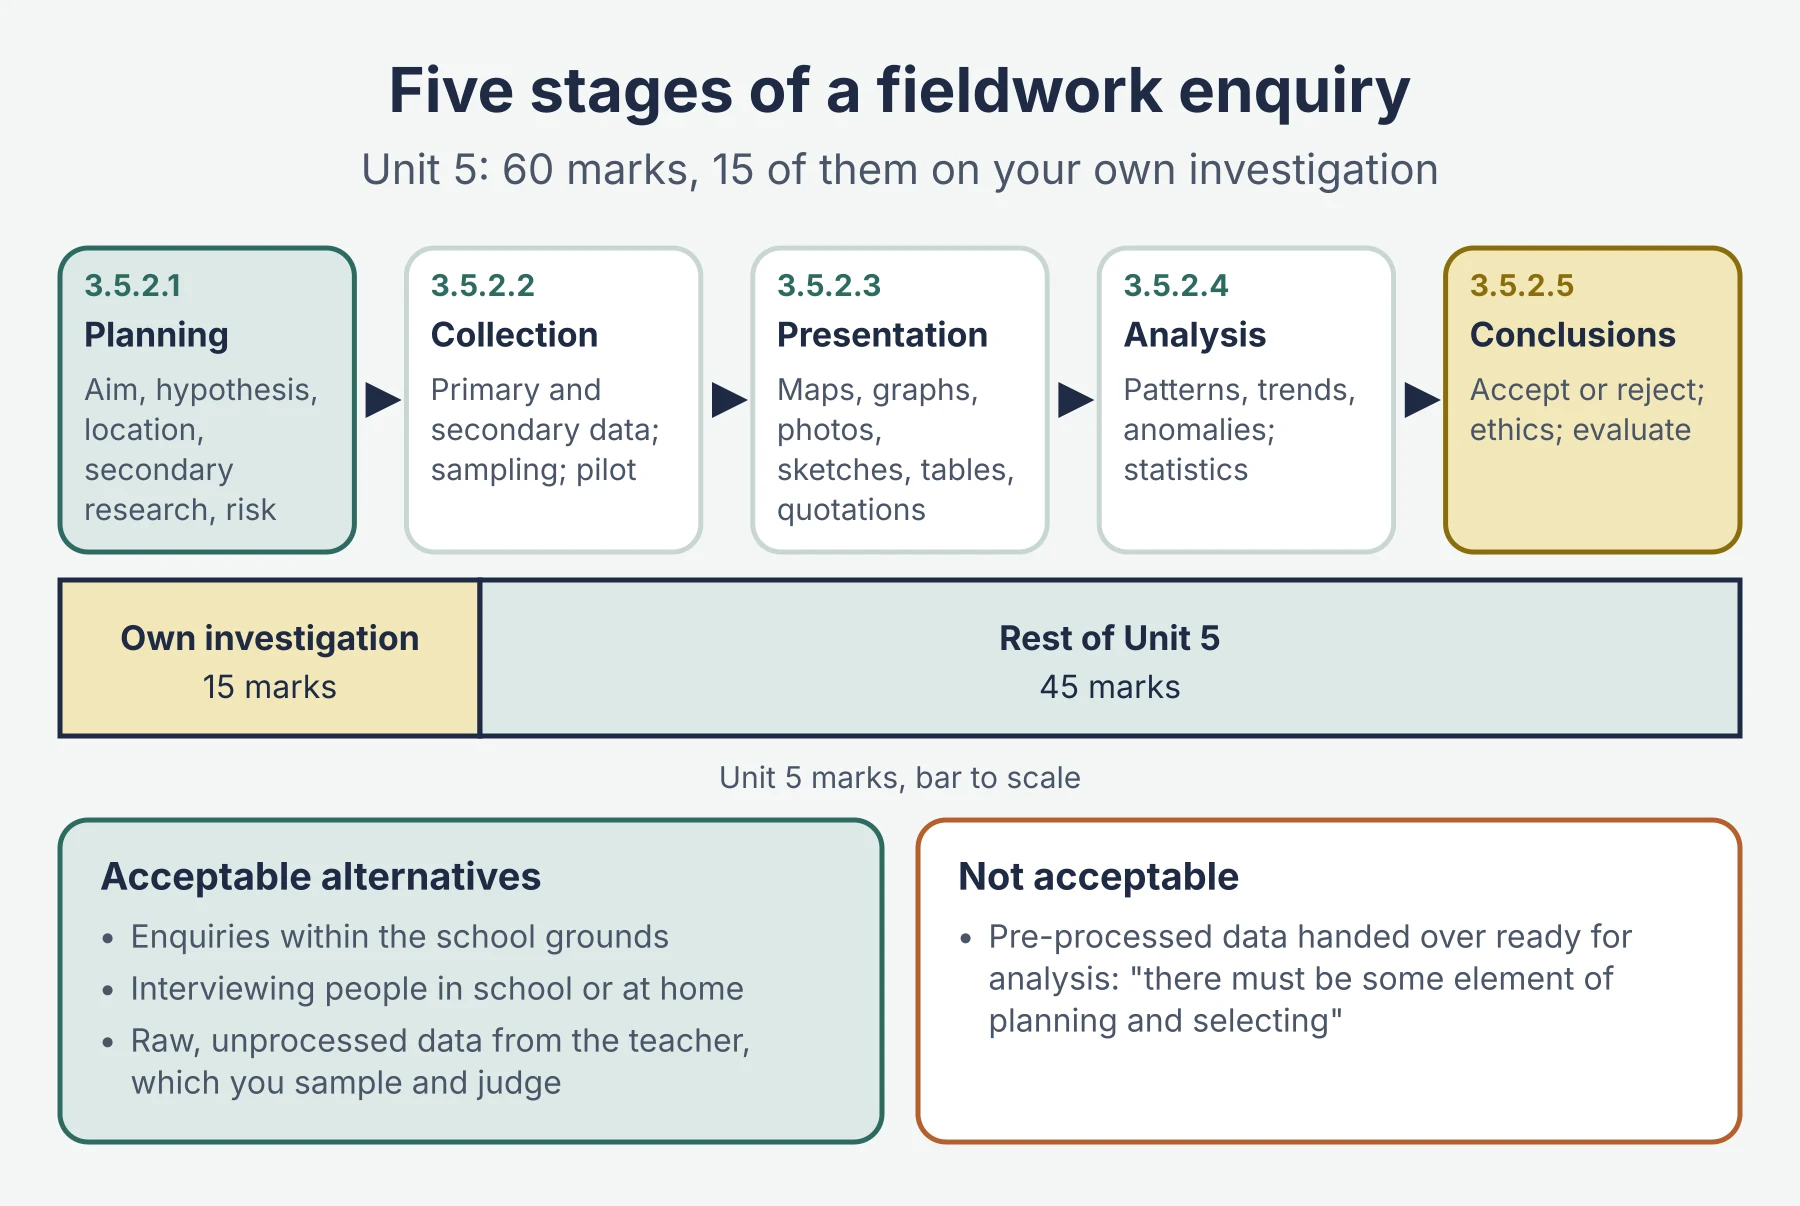 Five stages of a fieldwork enquiry
Unit 5: 60 marks, 15 of them on your own investigation
3.5.2.1
Planning
Aim, hypothesis,
location,
secondary
research, risk
3.5.2.2
Collection
Primary and
secondary data;
sampling; pilot
3.5.2.3
Presentation
Maps, graphs,
photos,
sketches, tables,
quotations
3.5.2.4
Analysis
Patterns, trends,
anomalies;
statistics
3.5.2.5
Conclusions
Accept or reject;
ethics; evaluate
Own investigation
15 marks
Rest of Unit 5
45 marks
Unit 5 marks, bar to scale
Acceptable alternatives
• Enquiries within the school grounds
• Interviewing people in school or at home
• Raw, unprocessed data from the teacher,
which you sample and judge
Not acceptable
• Pre-processed data handed over ready for
analysis: "there must be some element of
planning and selecting"